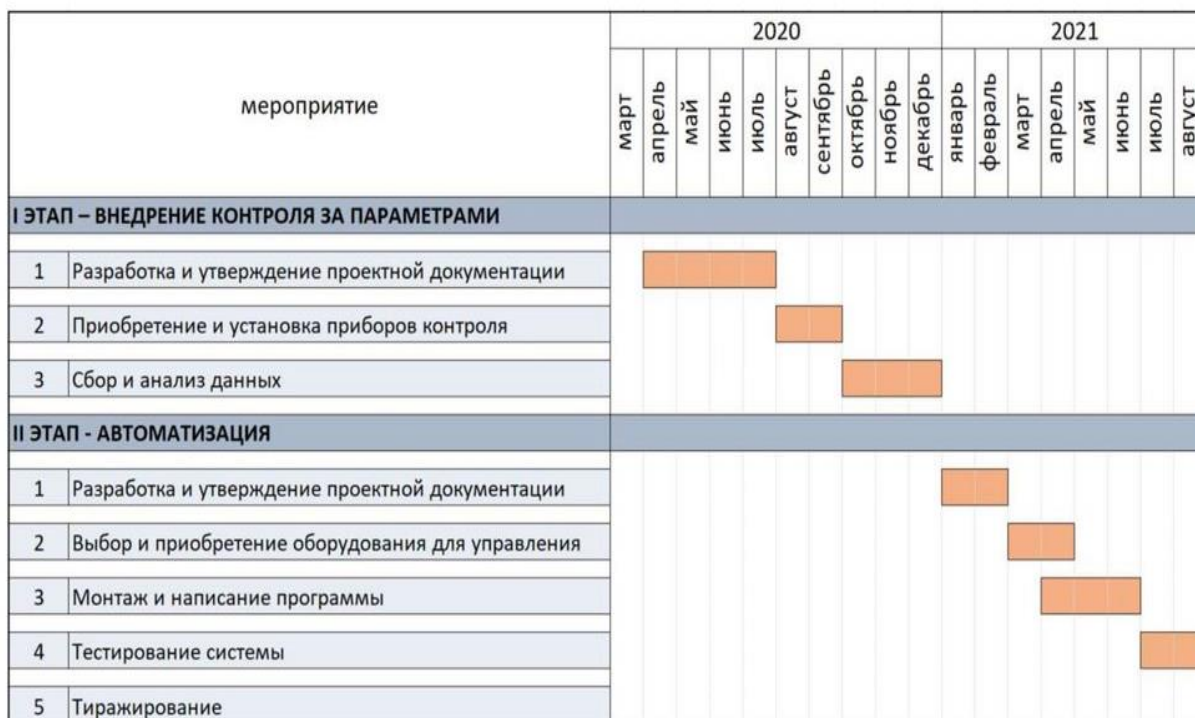 2020 2021
мероприятие
март апрель май июнь июль август сентябрь октябрь ноябрь декабрь январь февраль март апрель май июнь июль август
I ЭТАП – ВНЕДРЕНИЕ КОНТРОЛЯ ЗА ПАРАМЕТРАМИ
1 Разработка и утверждение проектной документации
2 Приобретение и установка приборов контроля
3 Сбор и анализ данных
II ЭТАП - АВТОМАТИЗАЦИЯ
1 Разработка и утверждение проектной документации
2 Выбор и приобретение оборудования для управления
3 Монтаж и написание программы
4 Тестирование системы
5 Тиражирование